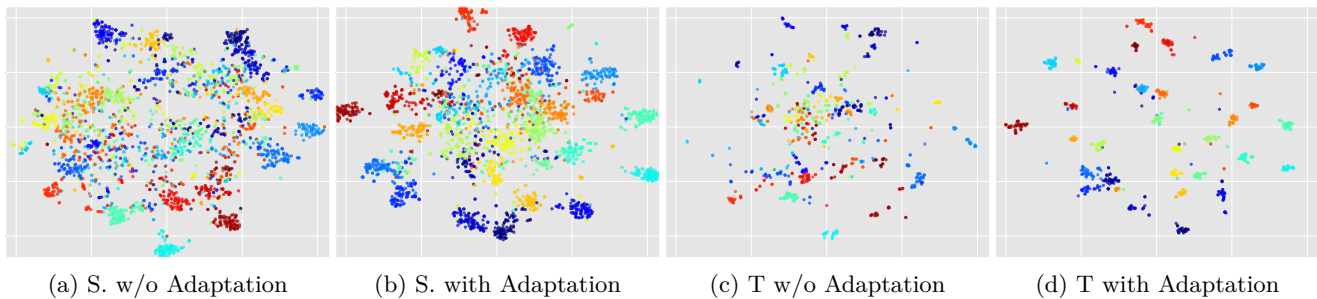 (a) S. w/o Adaptation
(b) S. with Adaptation
(c) T w/o Adaptation
(d) T with Adaptation